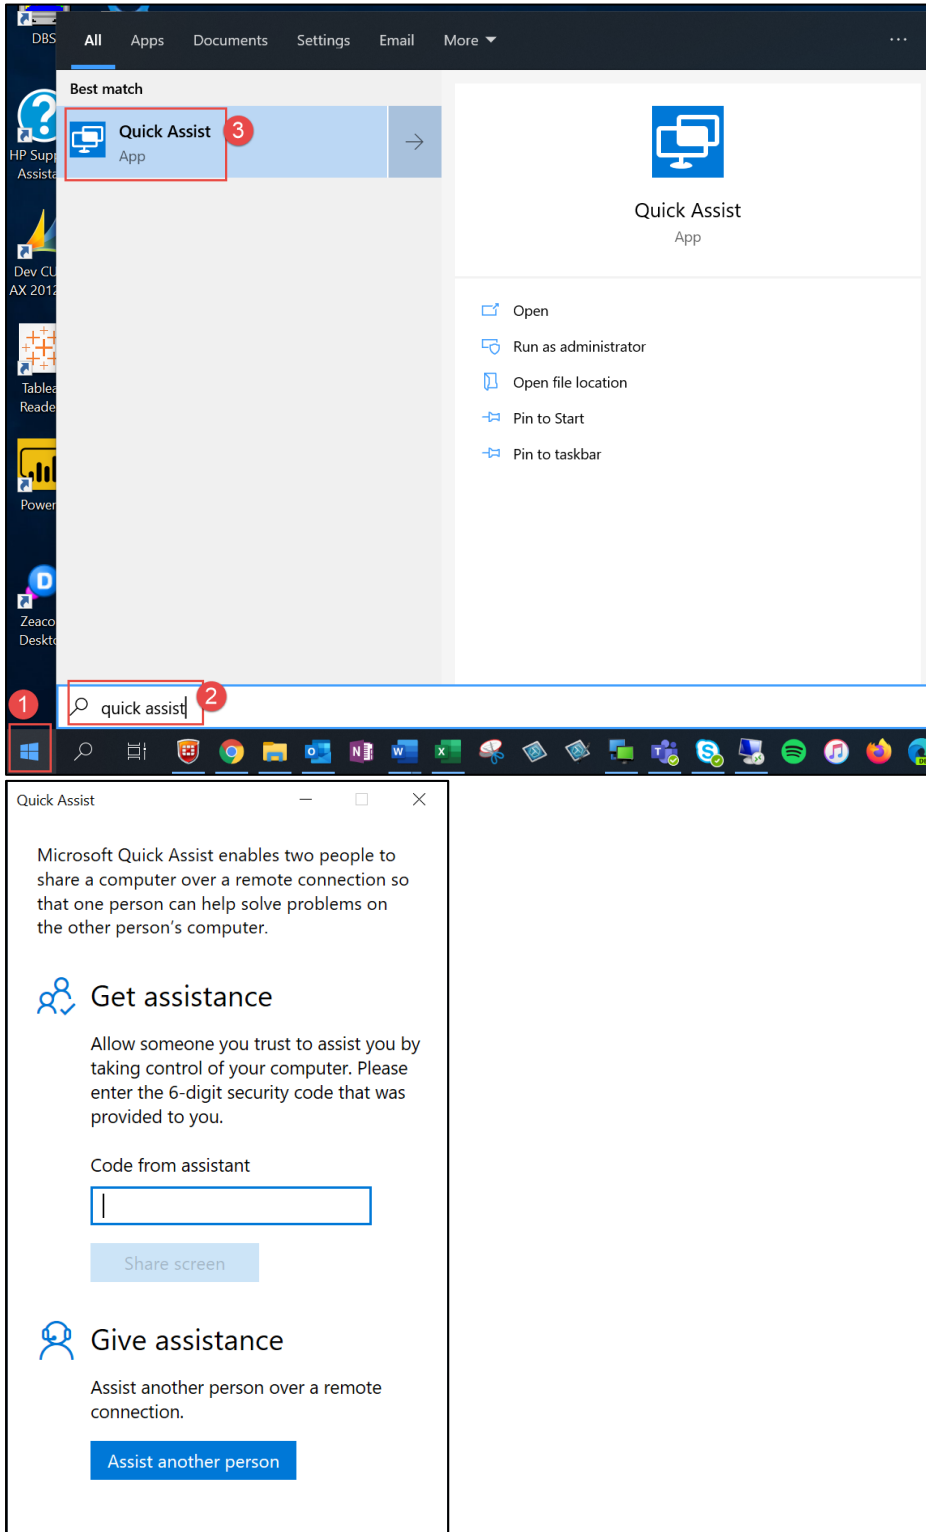 DBS
All Apps Documents Settings Email More
Best match
Quick Assist 3
App
HP Supp
Assista
Quick Assist
App
Dev CU
AX 2012
Open
Run as administrator
Open file location
Pin to Start
Pin to taskbar
Tablea
Reade
Power
D
Zeaco
Deskto
1
quick assist 2
Quick Assist
Microsoft Quick Assist enables two people to
share a computer over a remote connection so
that one person can help solve problems on
the other person's computer.
Get assistance
Allow someone you trust to assist you by
taking control of your computer. Please
enter the 6-digit security code that was
provided to you.
Code from assistant
Share screen
Give assistance
Assist another person over a remote
connection.
Assist another person